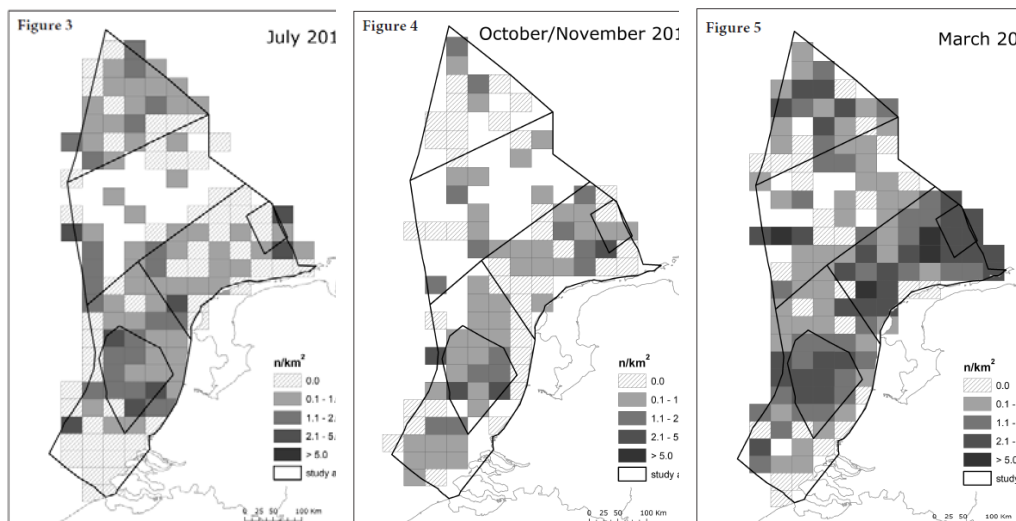 Figure 3
July 201
n/km²
0.0
0.1 - 1.
1.1 - 2.
2.1 - 5.
> 5.0
study a
0 25 50 100 Km
Figure 4
October/November 201
n/km²
0.0
0.1 - 1
1.1 - 2
2.1 - 5
> 5.0
study a
0 25 50 100 Km
Figure 5
March 20
n/km²
0.0
0.1 -
1.1 -
2.1 -
> 5.0
study
0 25 50 100 Km